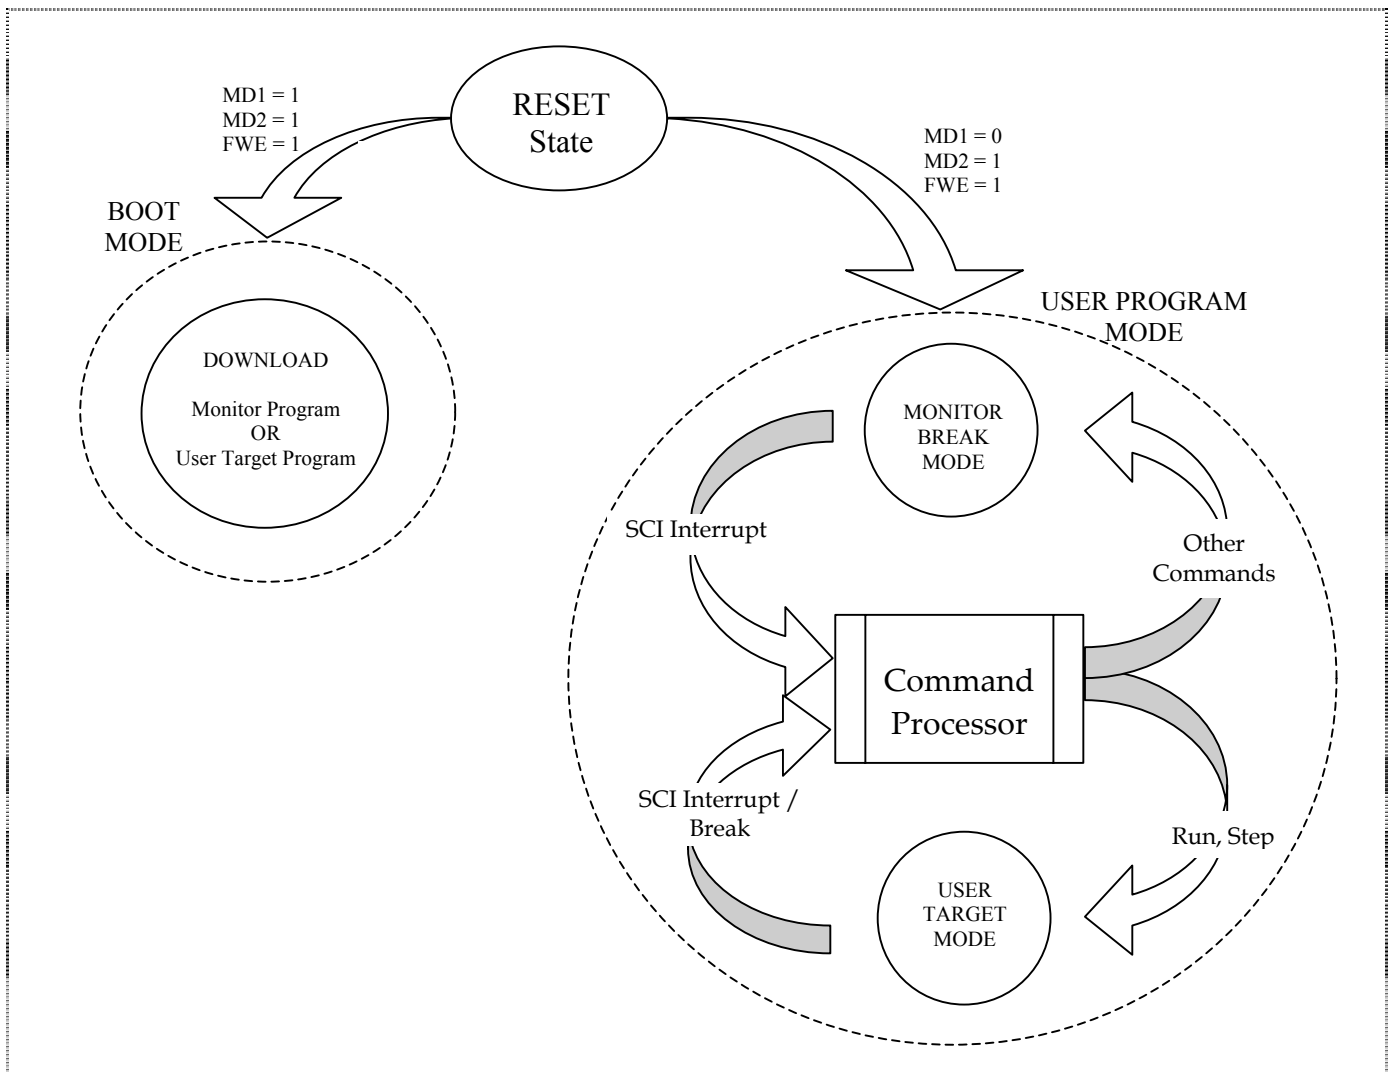 RESET
State
MD1 = 1
MD2 = 1
FWE = 1
MD1 = 0
MD2 = 1
FWE = 1
BOOT
MODE
DOWNLOAD
Monitor Program
OR
User Target Program
USER PROGRAM
MODE
MONITOR
BREAK
MODE
SCI Interrupt
Other
Commands
Command
Processor
SCI Interrupt /
Break
Run, Step
USER
TARGET
MODE